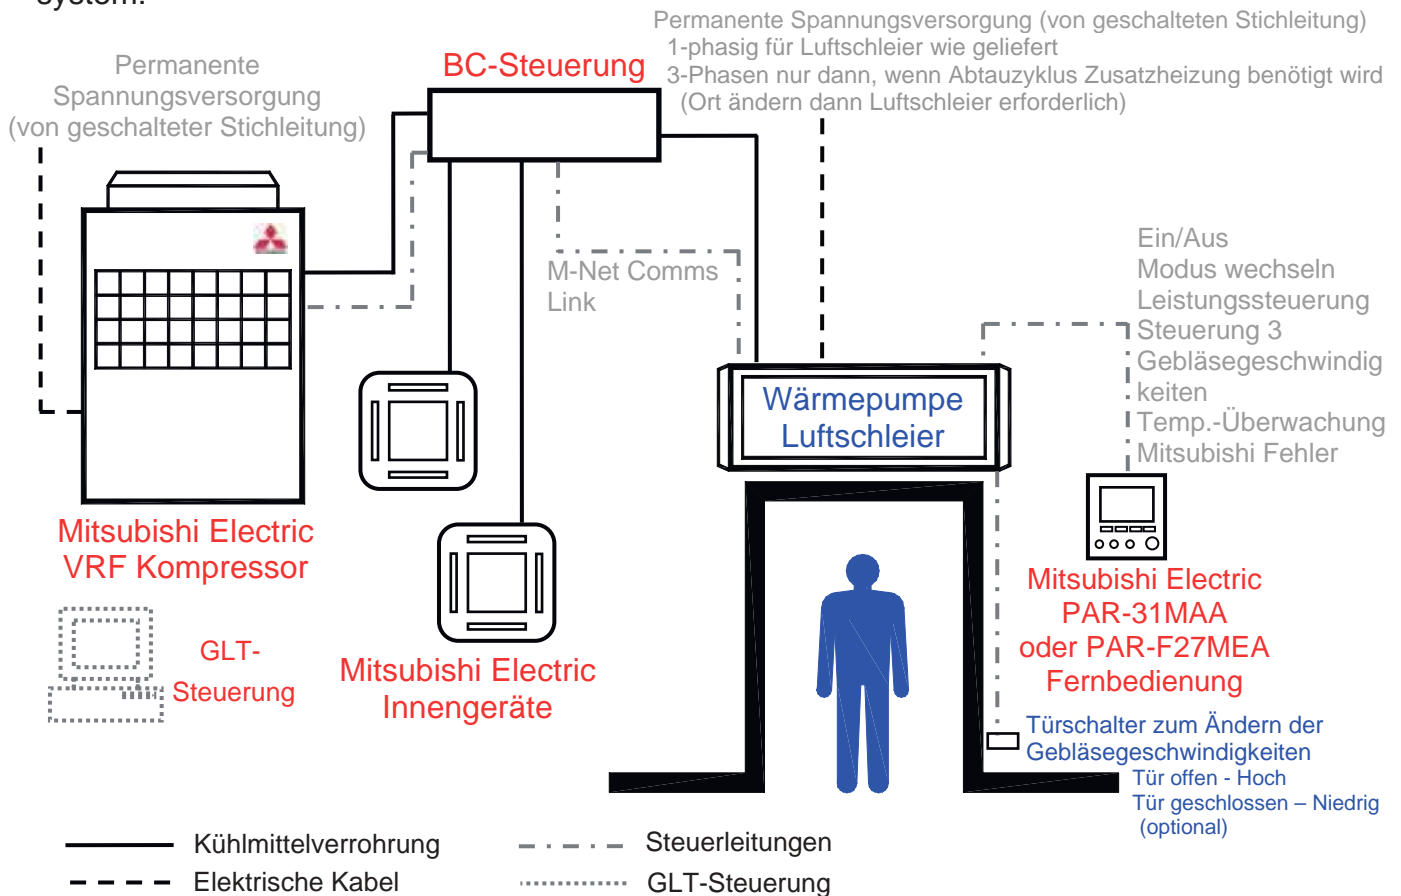 system.
Permanente
Spannungsversorgung
(von geschalteter Stichleitung)
BC-Steuerung
Permanente Spannungsversorgung (von geschalteten Stichleitung)
1-phasig für Luftschleier wie geliefert
3-Phasen nur dann, wenn Abtauzyklus Zusatzheizung benötigt wird
(Ort ändern dann Luftschleier erforderlich)
M-Net Comms
Link
Ein/Aus
Modus wechseln
Leistungssteuerung
Steuerung 3
Gebläsegeschwindig
keiten
Temp.-Überwachung
Mitsubishi Fehler
Wärmepumpe
Luftschleier
Mitsubishi Electric
VRF Kompressor
GLT-
Steuerung
Mitsubishi Electric
Innengeräte
Mitsubishi Electric
PAR-31MAA
oder PAR-F27MEA
Fernbedienung
Türschalter zum Ändern der
Gebläsegeschwindigkeiten
Tür offen - Hoch
Tür geschlossen – Niedrig
(optional)
Kühlmittelverrohrung
Elektrische Kabel
Steuerleitungen
GLT-Steuerung